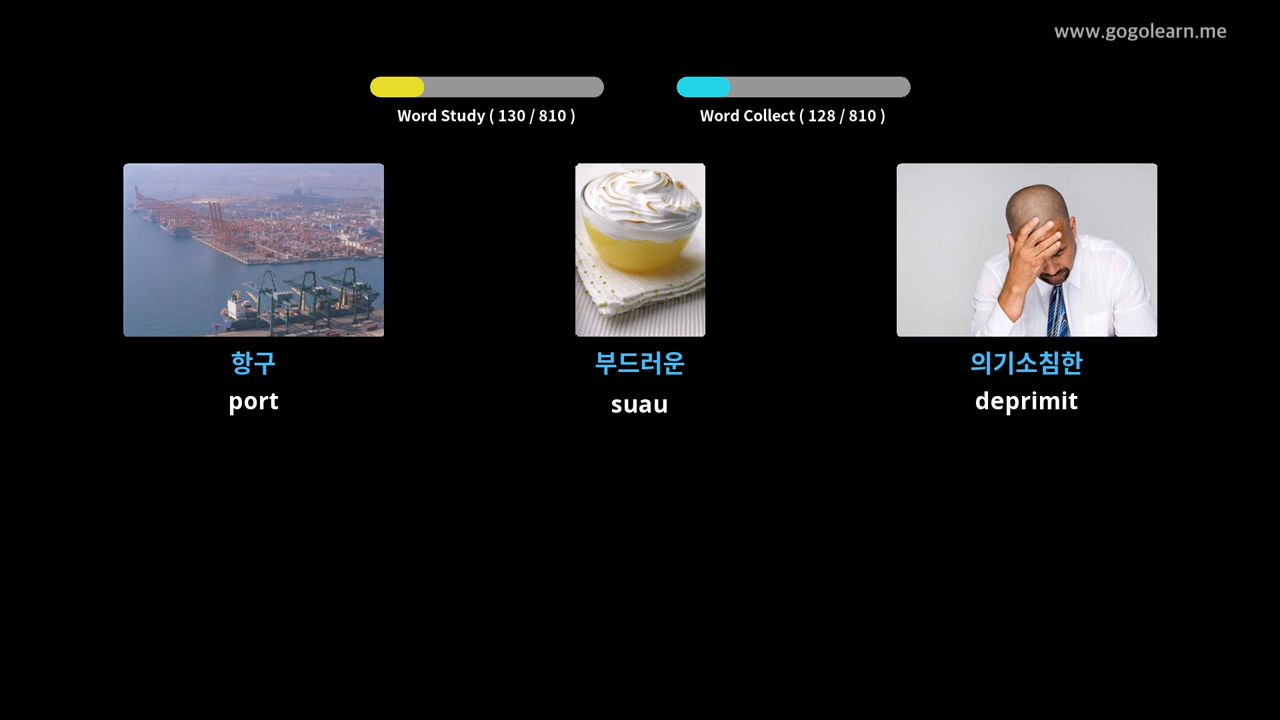 www.gogolearn.me
Word Study ( 130 / 810 )
Word Collect ( 128 / 810 )
항구
port
부드러운
suau
의기소침한
deprimit